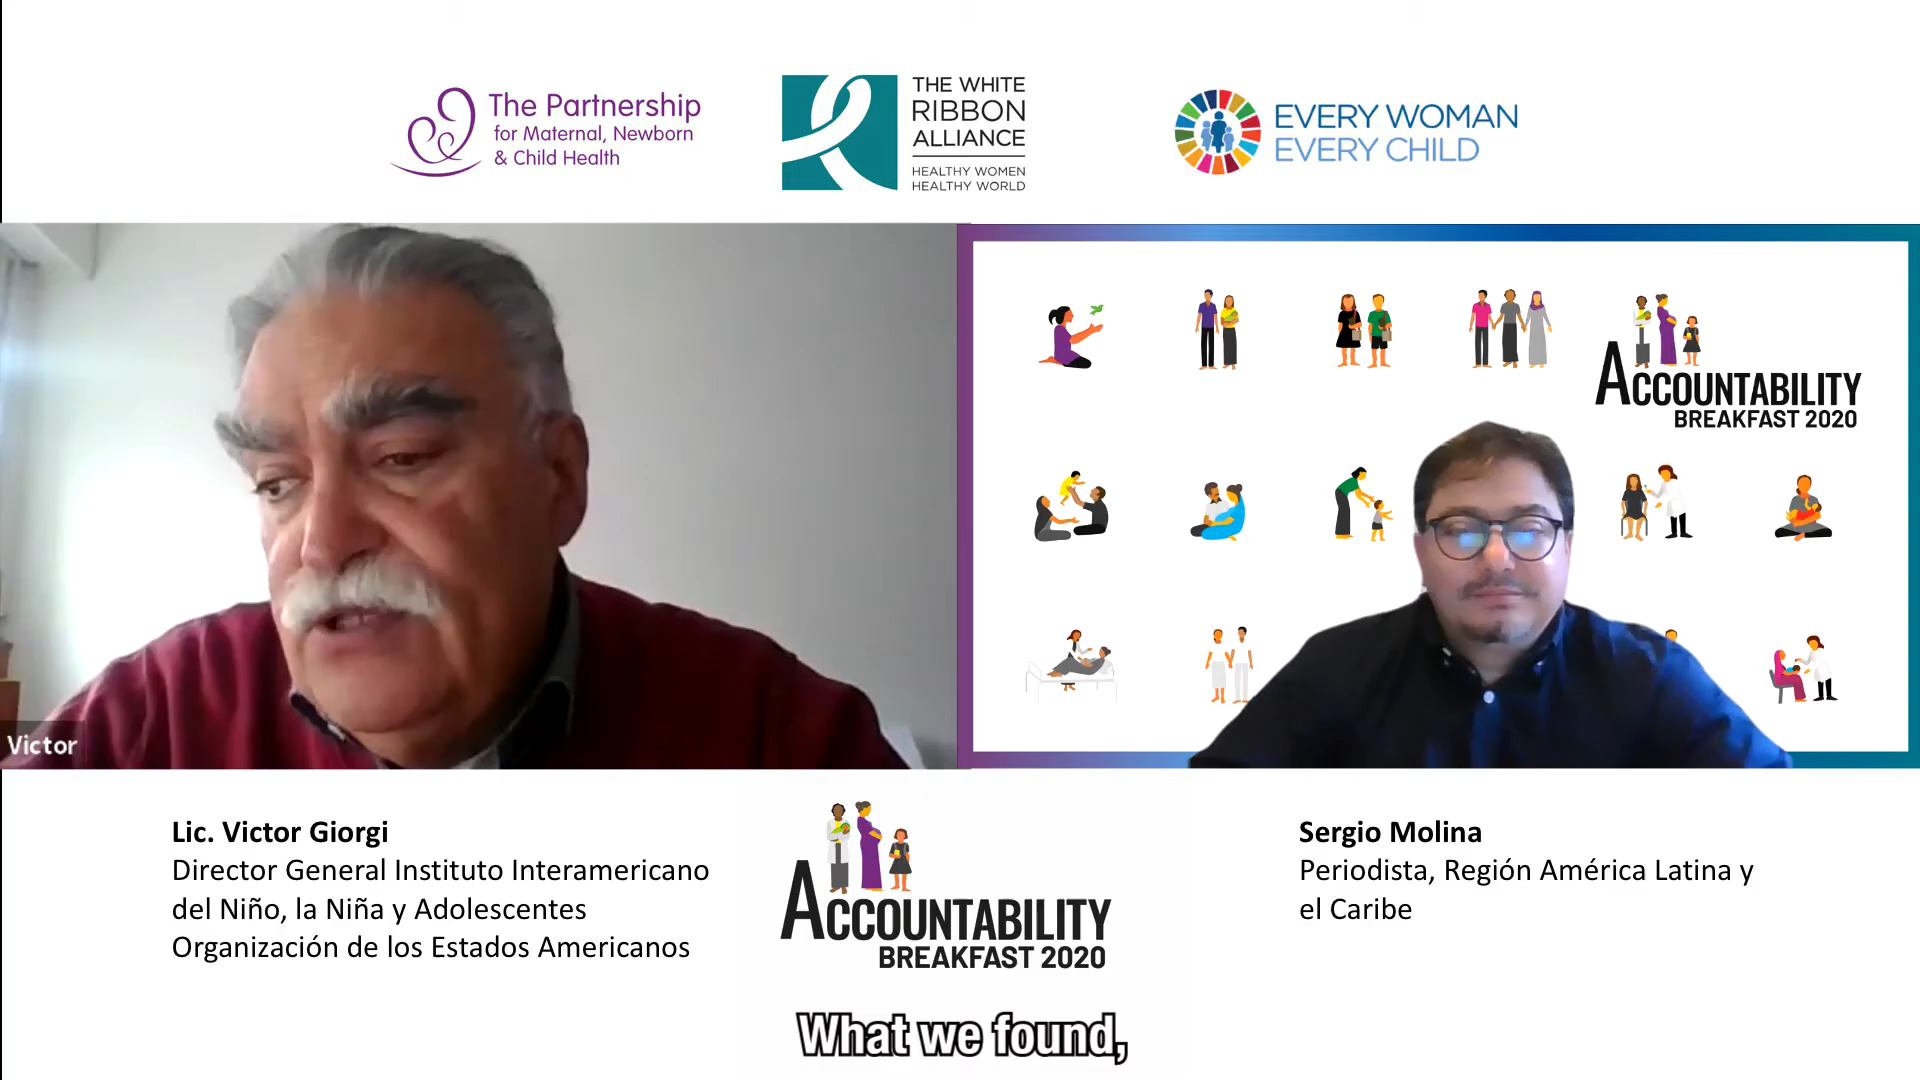 The Partnership
for Maternal, Newborn
& Child Health
THE WHITE
RIBBON
ALLIANCE
HEALTHY WOMEN
HEALTHY WORLD
EVERY WOMAN
EVERY CHILD
ACCOUNTABILITY
BREAKFAST 2020
Victor
Lic. Victor Giorgi
Director General Instituto Interamericano
del Niño, la Niña y Adolescentes
Organización de los Estados Americanos
ACCOUNTABILITY
BREAKFAST 2020
Sergio Molina
Periodista, Región América Latina y
el Caribe
What we found,